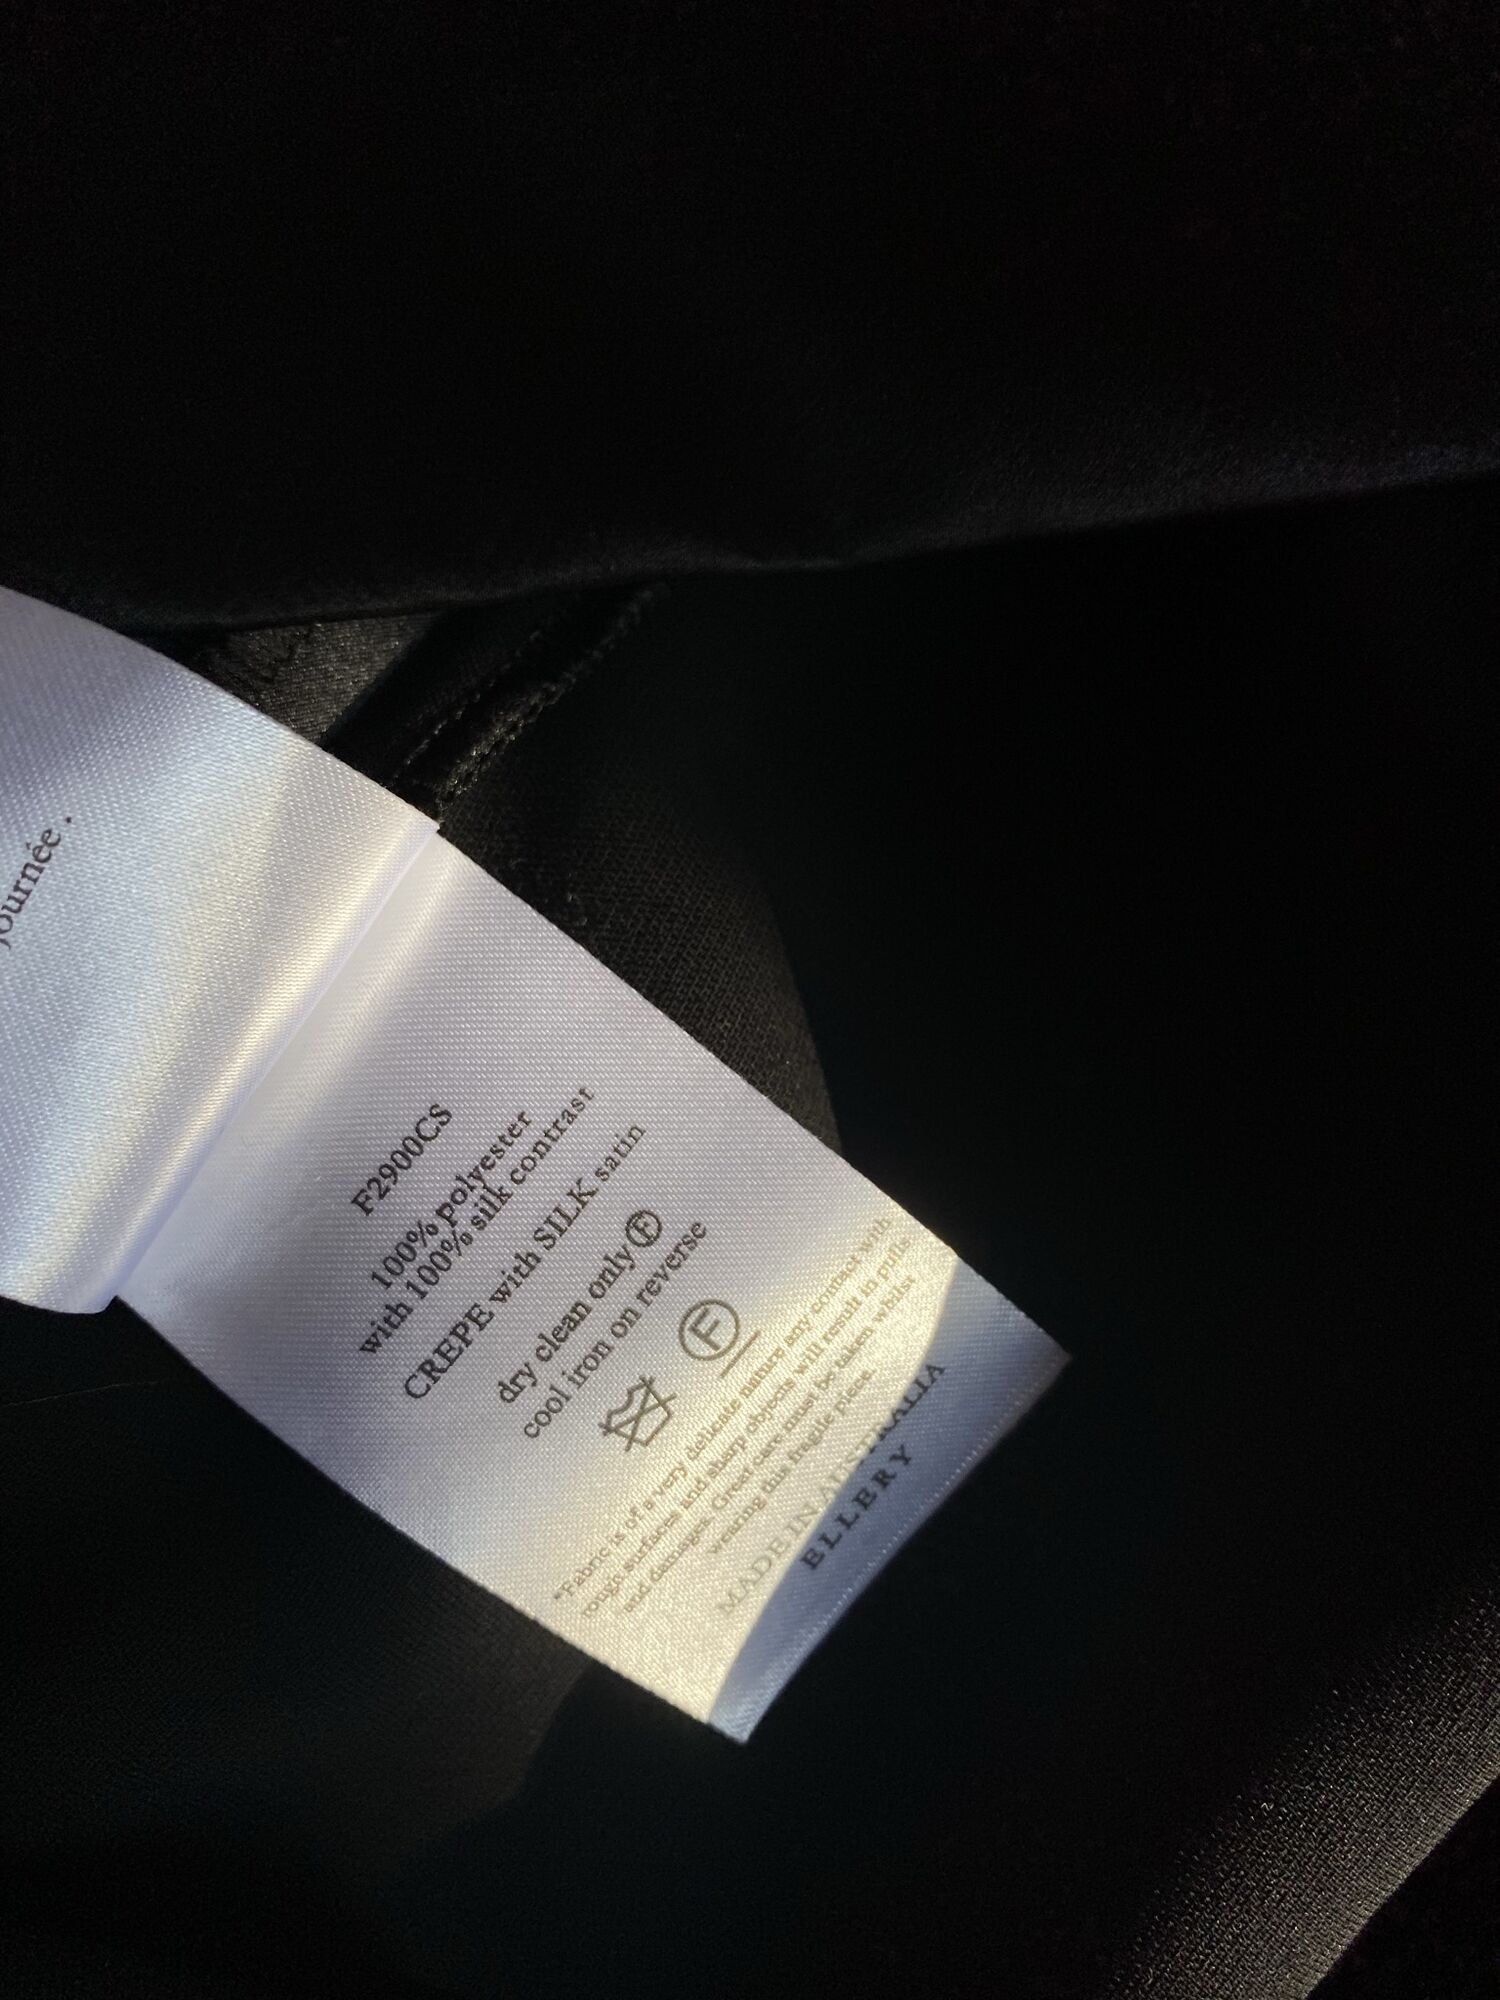 journée .
F2900CS
100% polyester
with 100% silk contrast
CREPE with SILK satin
dry clean only Ⓕ
cool iron on reverse
Ⓕ
*Fabric is of a very delicate nature any contact with
rough surfaces and sharp objects will result in pulls
and damages. Great care must be taken whilst
wearing this fragile piece
MADE IN AUSTRALIA
ELLERY